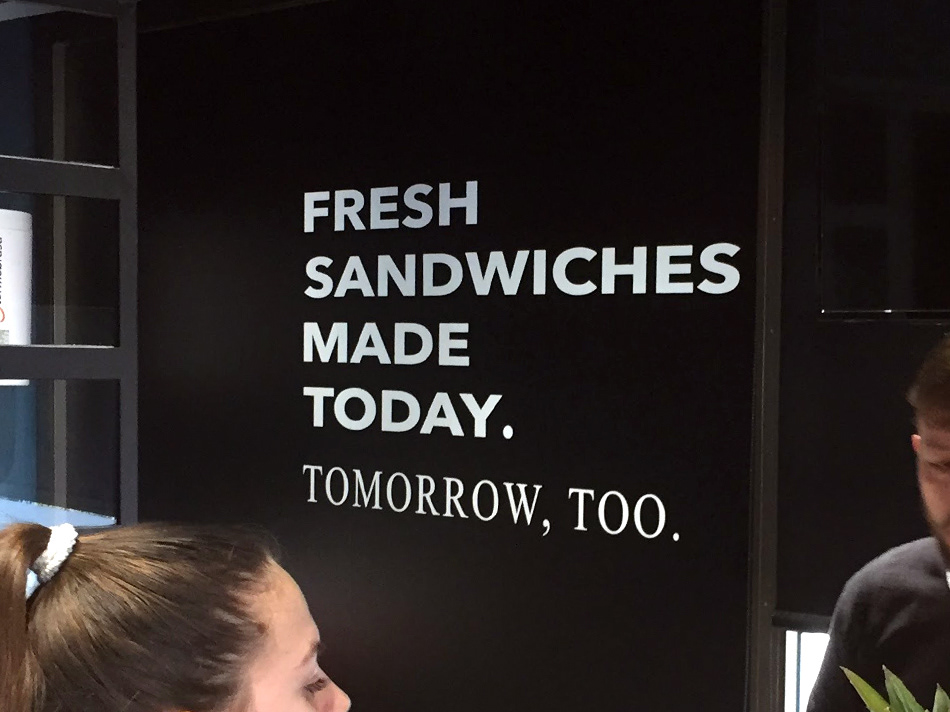 FRESH
SANDWICHES
MADE
TODAY.
TOMORROW, TOO.